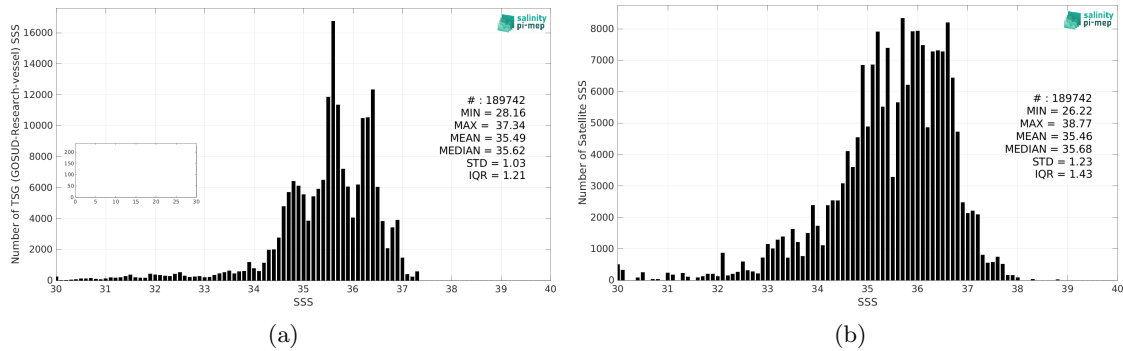 salinity
pi-mep
Number of TSG (GOSUD-Research-vessel) SSS
16000
14000
12000
10000
8000
6000
4000
2000
0
# : 189742
MIN = 28.16
MAX = 37.34
MEAN = 35.49
MEDIAN = 35.62
STD = 1.03
IQR = 1.21
200
150
100
50
0
0 5 10 15 20 25 30
30 31 32 33 34 35 36 37 38 39 40
SSS
(a)
salinity
pi-mep
Number of Satellite SSS
8000
7000
6000
5000
4000
3000
2000
1000
0
# : 189742
MIN = 26.22
MAX = 38.77
MEAN = 35.46
MEDIAN = 35.68
STD = 1.23
IQR = 1.43
30 31 32 33 34 35 36 37 38 39 40
SSS
(b)